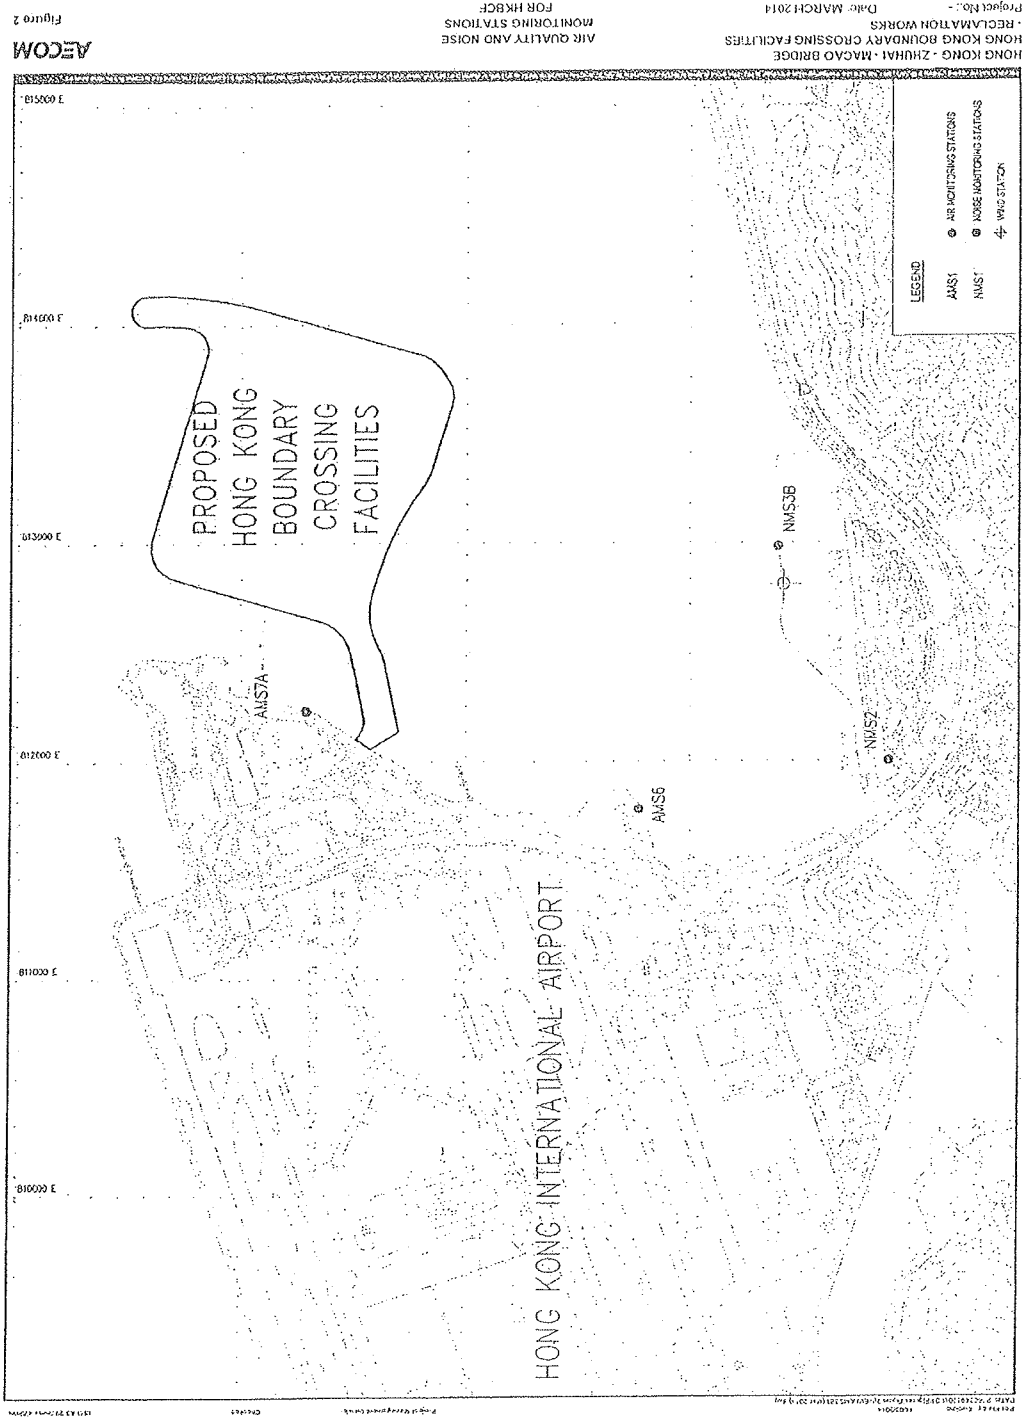 HONG KONG - ZHUHAI - MACAO BRIDGE
HONG KONG BOUNDARY CROSSING FACILITIES
- RECLAMATION WORKS
Project No.: -
Date: MARCH 2014
AIR QUALITY AND NOISE
MONITORING STATIONS
FOR HKBCF
AECOM
Figure 2
815000 E
814000 E
813000 E
812000 E
811000 E
810000 E
PROPOSED
HONG KONG
BOUNDARY
CROSSING
FACILITIES
AMS7A
AMS6
NMS3B
NMS2
HONG KONG INTERNATIONAL AIRPORT
LEGEND
AMS1
AIR MONITORING STATIONS
NMS1
NOISE MONITORING STATIONS
WIND STATION